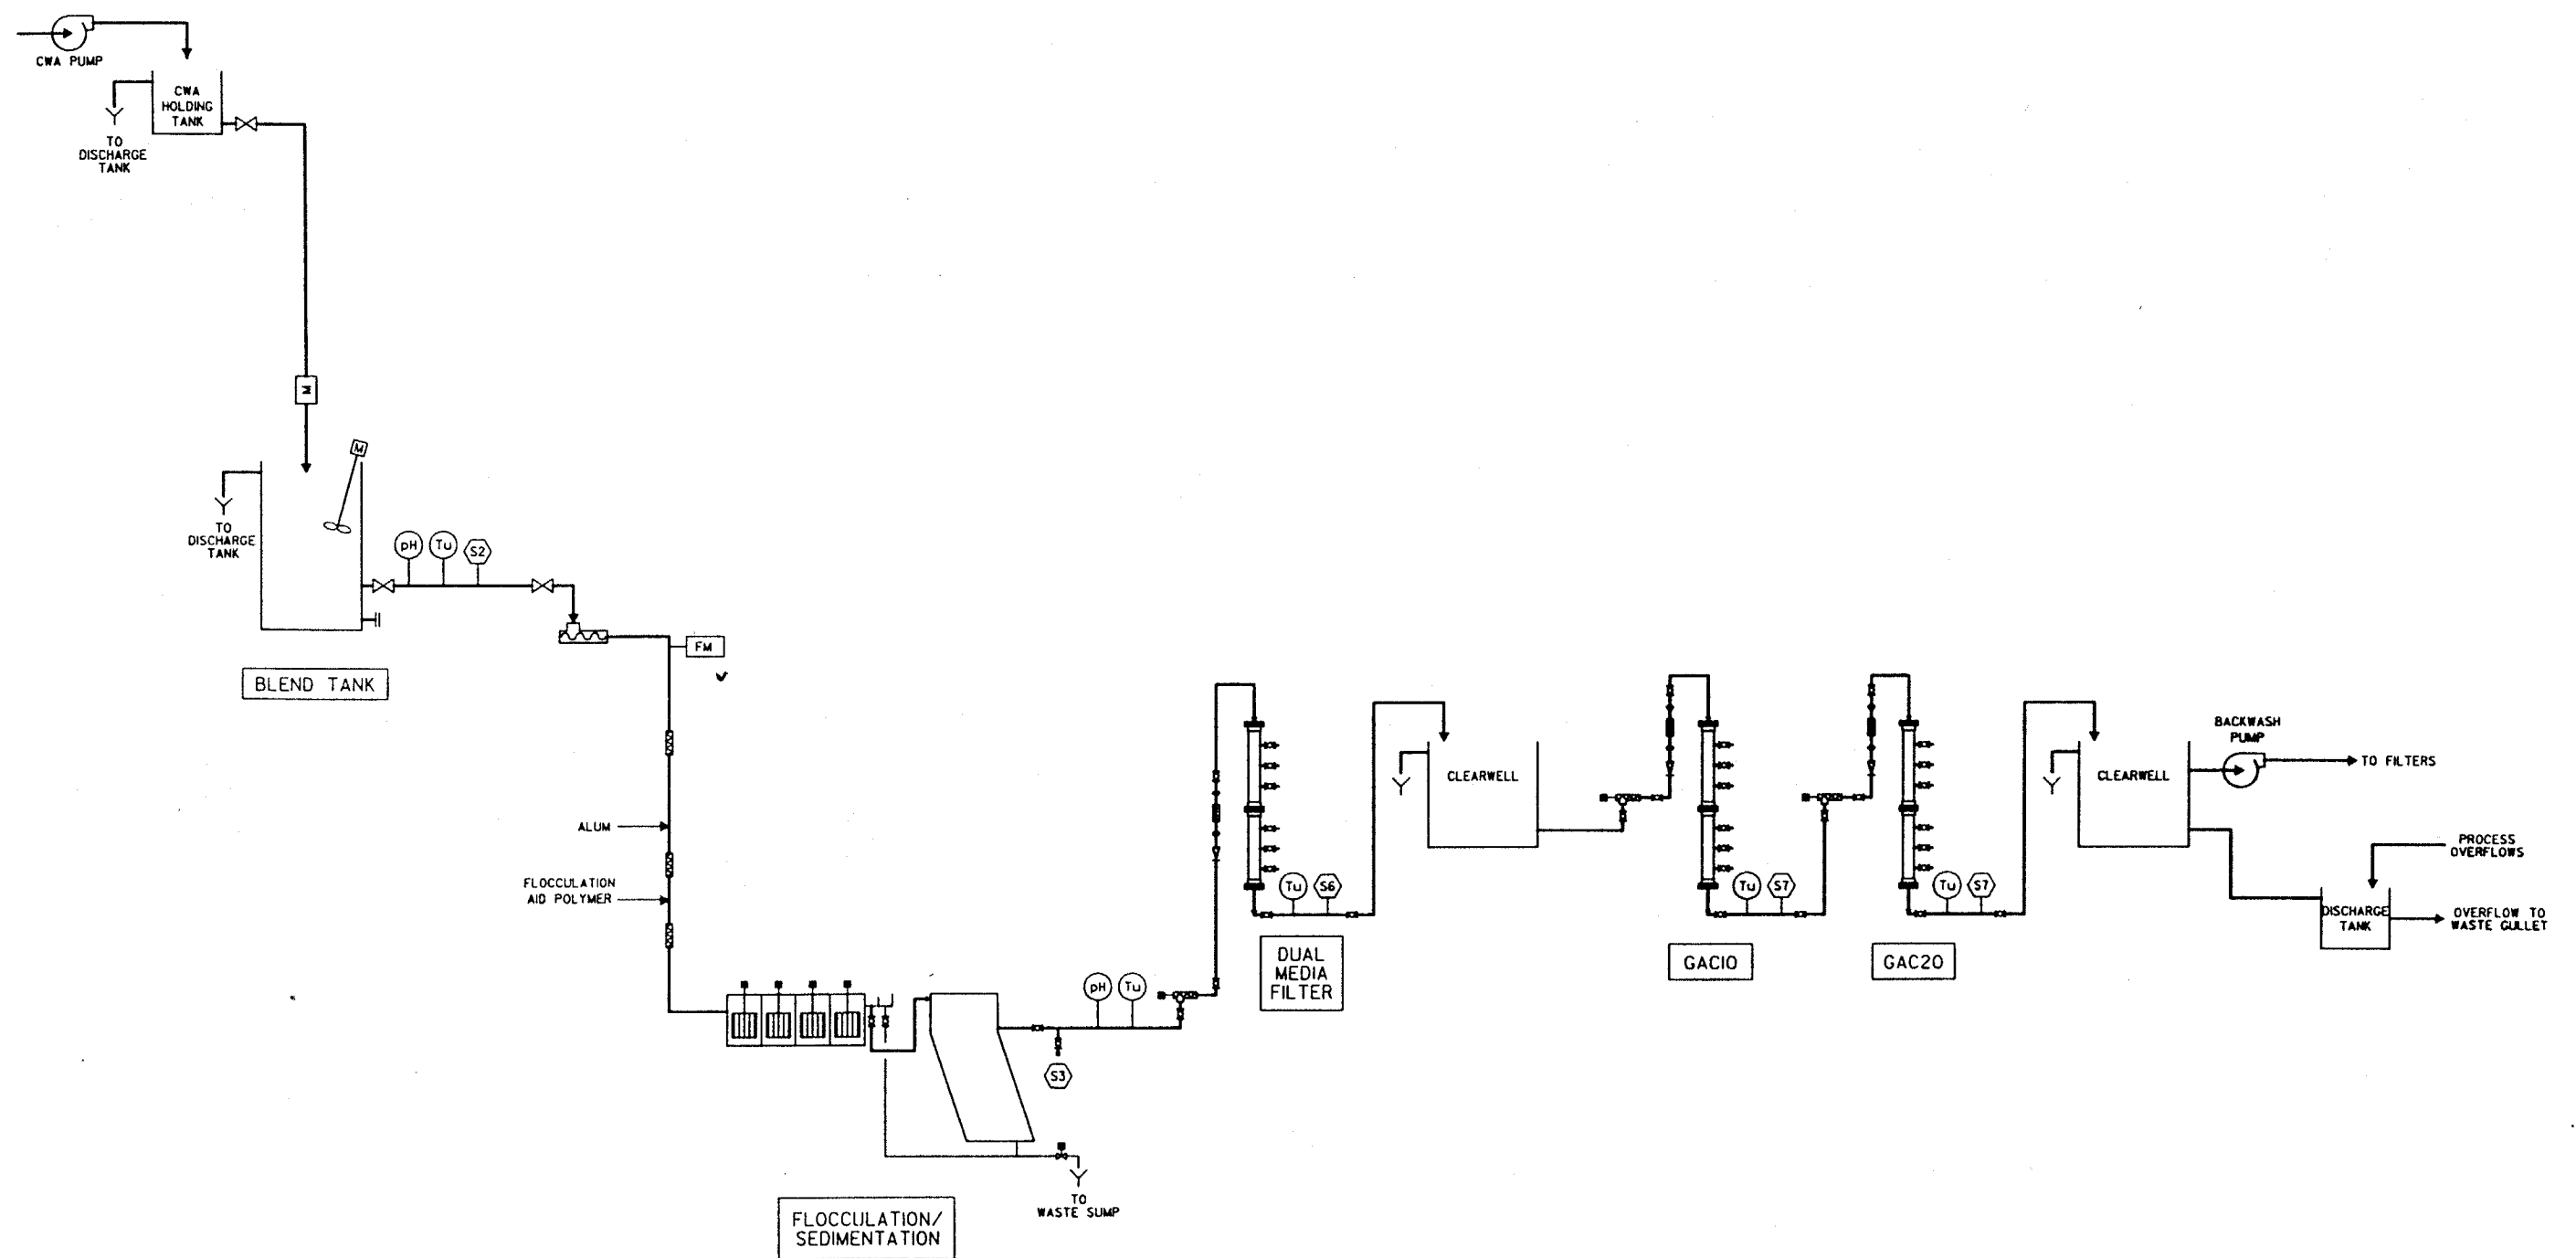 CWA PUMP
CWA
HOLDING
TANK
TO
DISCHARGE
TANK
M
M
TO
DISCHARGE
TANK
pH
Tu
S2
FM
BLEND TANK
ALUM
FLOCCULATION
AID POLYMER
pH
Tu
S3
TO
WASTE SUMP
FLOCCULATION/
SEDIMENTATION
Tu
S6
DUAL
MEDIA
FILTER
CLEARWELL
Tu
S7
GAC10
Tu
S7
GAC20
CLEARWELL
BACKWASH
PUMP
TO FILTERS
PROCESS
OVERFLOWS
DISCHARGE
TANK
OVERFLOW TO
WASTE GULLET